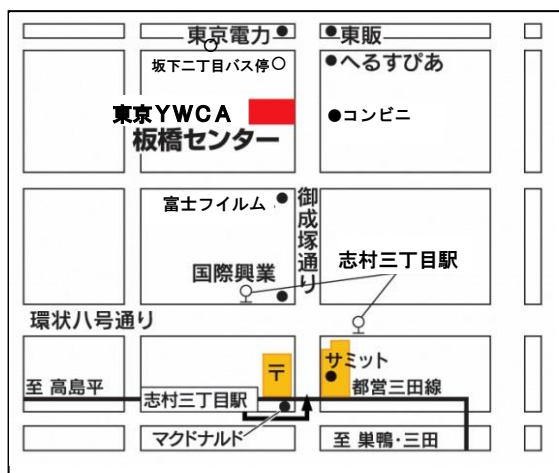 東京電力
東販
坂下二丁目バス停
へるすぴあ
東京YWCA
板橋センター
コンビニ
富士フイルム
御成塚通り
志村三丁目駅
国際興業
環状八号通り
〒
サミット
至 高島平
都営三田線
志村三丁目駅
マクドナルド
至 巣鴨・三田